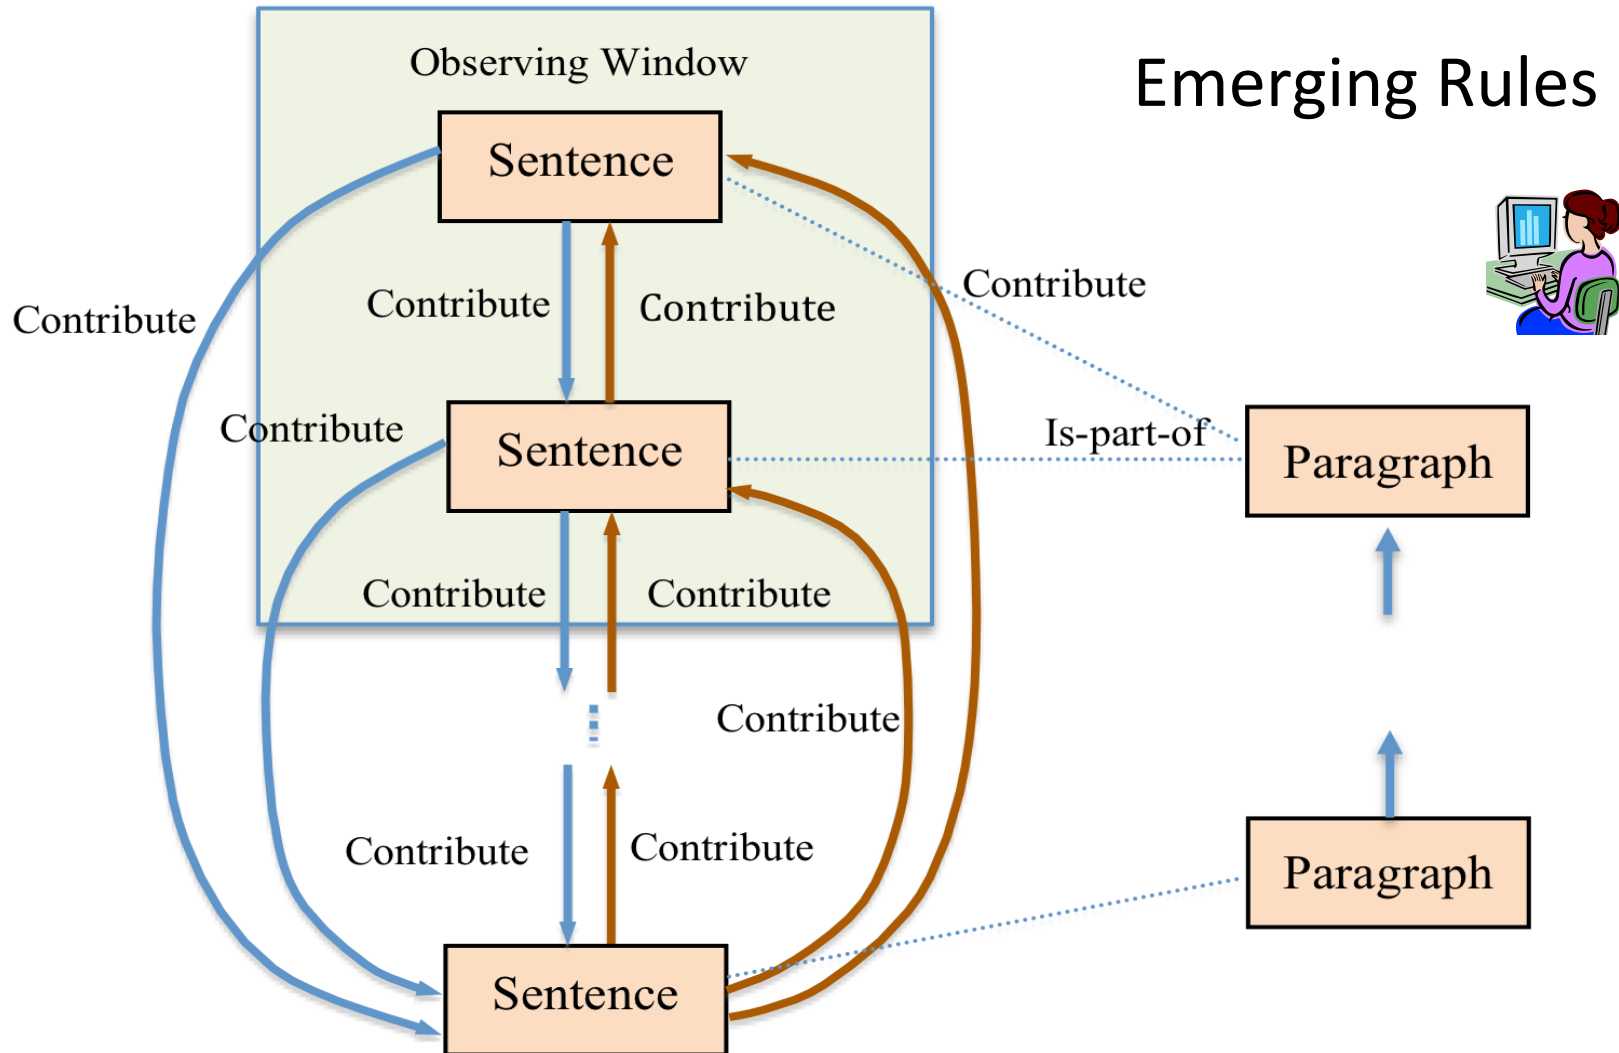 Observing Window
Emerging Rules
Sentence
Contribute
Contribute
Contribute
Contribute
Contribute
Is-part-of
Sentence
Paragraph
Contribute
Contribute
Contribute
Contribute
Contribute
Paragraph
Sentence